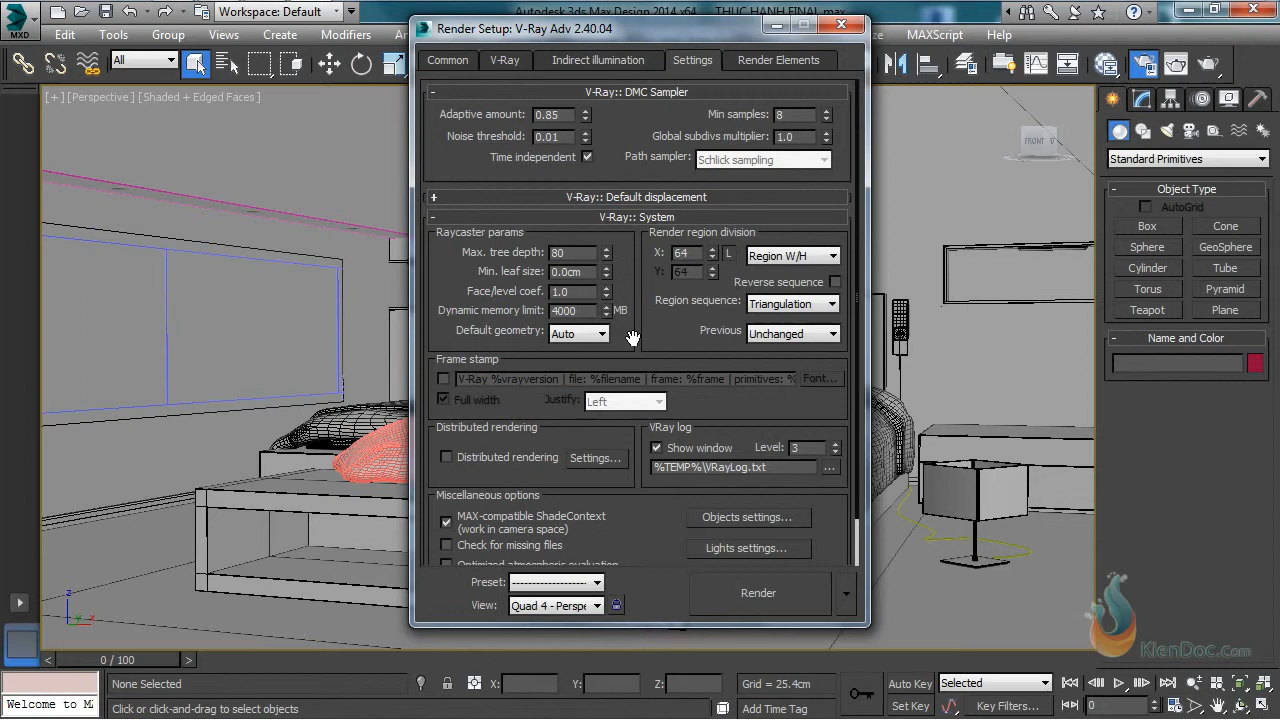 MXD
Workspace: Default
Autodesk 3ds Max Design 2014 x64
THUC HANH FINAL.max
Edit Tools Group Views Create Modifiers
MAXScript Help
All
[+] [Perspective] [Shaded + Edged Faces]
Render Setup: V-Ray Adv 2.40.04
Common V-Ray Indirect illumination Settings Render Elements
- V-Ray:: DMC Sampler
Adaptive amount: 0.85 Min samples: 8
Noise threshold: 0.01 Global subdivs multiplier: 1.0
Time independent Path sampler: Schlick sampling
+ V-Ray:: Default displacement
- V-Ray:: System
Raycaster params Render region division
Max. tree depth: 80 X: 64 L Region W/H
Min. leaf size: 0.0cm Y: 64
Reverse sequence
Face/level coef. 1.0 Region sequence: Triangulation
Dynamic memory limit: 4000 MB
Default geometry: Auto Previous Unchanged
Frame stamp
V-Ray %vrayversion | file: %filename | frame: %frame | primitives: % Font...
Full width Justify: Left
Distributed rendering VRay log
Distributed rendering Settings... Show window Level: 3
%TEMP%\VRayLog.txt ...
Miscellaneous options
MAX-compatible ShadeContext
(work in camera space) Objects settings...
Check for missing files Lights settings...
Optimized atmospheric evaluation
Preset: View: Quad 4 - Perspe Render
FRONT
Standard Primitives
- Object Type
AutoGrid
Box Cone
Sphere GeoSphere
Cylinder Tube
Torus Pyramid
Teapot Plane
- Name and Color
z
y x
KienDoc.Com
< 0 / 100 >
None Selected X: Y: Z: Grid = 25.4cm Auto Key Selected
Welcome to MA Click or click-and-drag to select objects Add Time Tag Set Key Key Filters... 0